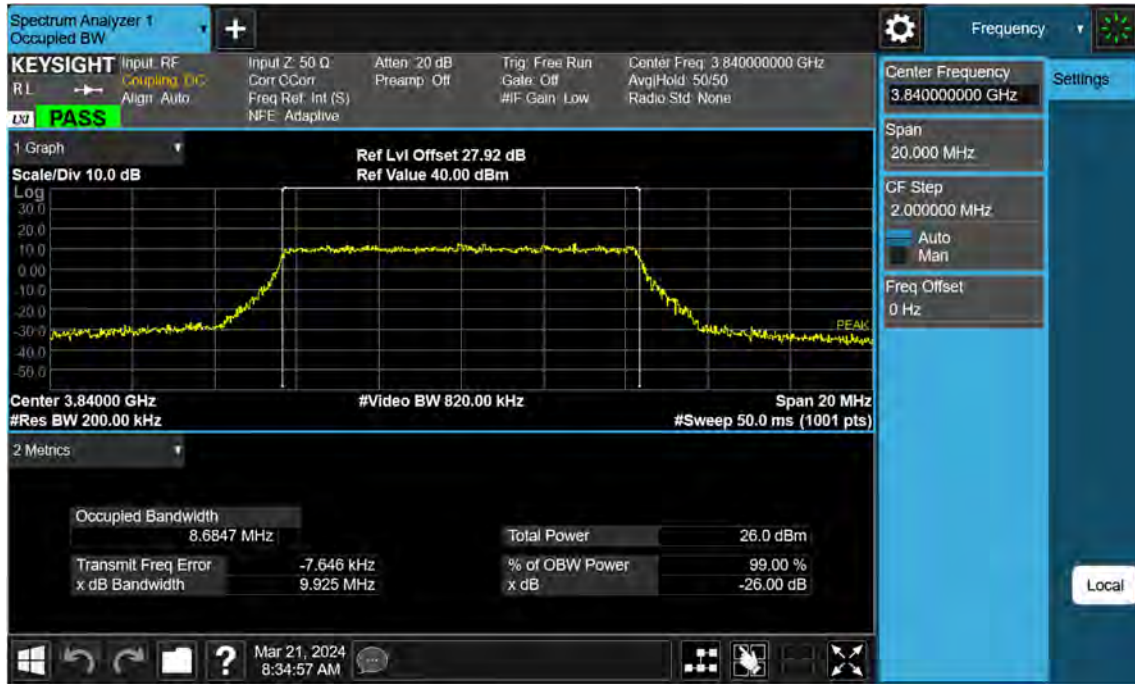 Spectrum Analyzer 1
Occupied BW
+
Frequency
KEYSIGHT
RL
LXI
PASS
Input: RF
Coupling: DC
Align: Auto
Input Z: 50 Ω
Corr CCorr
Freq Ref: Int (S)
NFE: Adaptive
Atten: 20 dB
Preamp: Off
Trig: Free Run
Gate: Off
#IF Gain: Low
Center Freq: 3.840000000 GHz
Avg|Hold: 50/50
Radio Std: None
Center Frequency
3.840000000 GHz
Settings
Span
20.000 MHz
CF Step
2.000000 MHz
Auto
Man
Freq Offset
0 Hz
Local
1 Graph
Scale/Div 10.0 dB
Ref Lvl Offset 27.92 dB
Ref Value 40.00 dBm
Log
30.0
20.0
10.0
0.00
-10.0
-20.0
-30.0
-40.0
-50.0
PEAK
Center 3.84000 GHz
#Video BW 820.00 kHz
Span 20 MHz
#Res BW 200.00 kHz
#Sweep 50.0 ms (1001 pts)
2 Metrics
Occupied Bandwidth
8.6847 MHz
Total Power 26.0 dBm
Transmit Freq Error -7.646 kHz
% of OBW Power 99.00 %
x dB Bandwidth 9.925 MHz
x dB -26.00 dB
?
Mar 21, 2024
8:34:57 AM